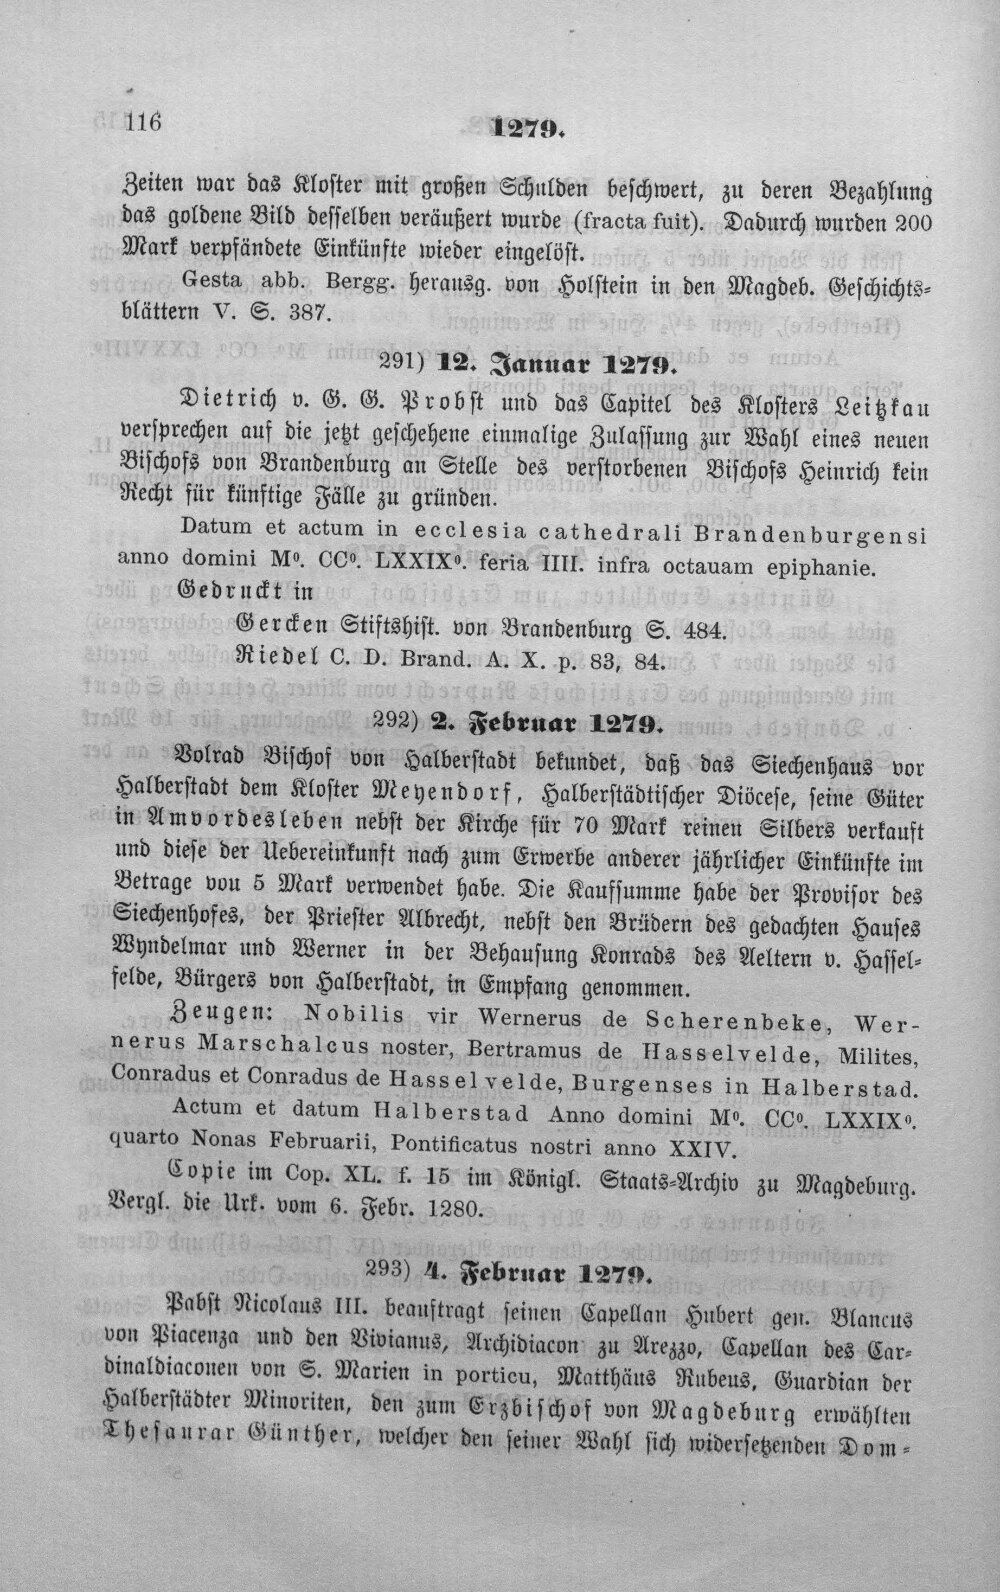 116
1279.
Zeiten war das Kloster mit großen Schulden beschwert, zu deren Bezahlung
das goldene Bild desselben veräußert wurde (fracta fuit). Dadurch wurden 200
Mark verpfändete Einkünfte wieder eingelöst.
Gesta abb. Bergg. herausg. von Holstein in den Magdeb. Geschichts-
blättern V. S. 387.
291) 12. Januar 1279.
Dietrich v. G. G. Probst und das Capitel des Klosters Leitzkau
versprechen auf die jetzt geschehene einmalige Zulassung zur Wahl eines neuen
Bischofs von Brandenburg an Stelle des verstorbenen Bischofs Heinrich kein
Recht für künftige Fälle zu gründen.
Datum et actum in ecclesia cathedrali Brandenburgensi
anno domini Mº. CCº. LXXIXº. feria IIII. infra octauam epiphanie.
Gedruckt in
Gercken Stiftshist. von Brandenburg S. 484.
Riedel C. D. Brand. A. X. p. 83, 84.
292) 2. Februar 1279.
Volrad Bischof von Halberstadt bekundet, daß das Siechenhaus vor
Halberstadt dem Kloster Meyendorf, Halberstädtischer Diöcese, seine Güter
in Amvordesleben nebst der Kirche für 70 Mark reinen Silbers verkauft
und diese der Uebereinkunft nach zum Erwerbe anderer jährlicher Einkünfte im
Betrage von 5 Mark verwendet habe. Die Kaufsumme habe der Provisor des
Siechenhofes, der Priester Albrecht, nebst den Brüdern des gedachten Hauses
Wyndelmar und Werner in der Behausung Konrads des Aeltern v. Hassel-
felde, Bürgers von Halberstadt, in Empfang genommen.
Zeugen: Nobilis vir Wernerus de Scherenbeke, Wer-
nerus Marschalcus noster, Bertramus de Hasselvelde, Milites,
Conradus et Conradus de Hasselvelde, Burgenses in Halberstad.
Actum et datum Halberstad Anno domini Mº. CCº. LXXIXº.
quarto Nonas Februarii, Pontificatus nostri anno XXIV.
Copie im Cop. XL. f. 15 im Königl. Staats-Archiv zu Magdeburg.
Vergl. die Urk. vom 6. Febr. 1280.
293) 4. Februar 1279.
Pabst Nicolaus III. beauftragt seinen Capellan Hubert gen. Blancus
von Piacenza und den Vivianus, Archidiacon zu Arezzo, Capellan des Car-
dinaldiaconen von S. Marien in porticu, Matthäus Rubeus, Guardian der
Halberstädter Minoriten, den zum Erzbischof von Magdeburg erwählten
Thesaurar Günther, welcher den seiner Wahl sich widersetzenden Dom-